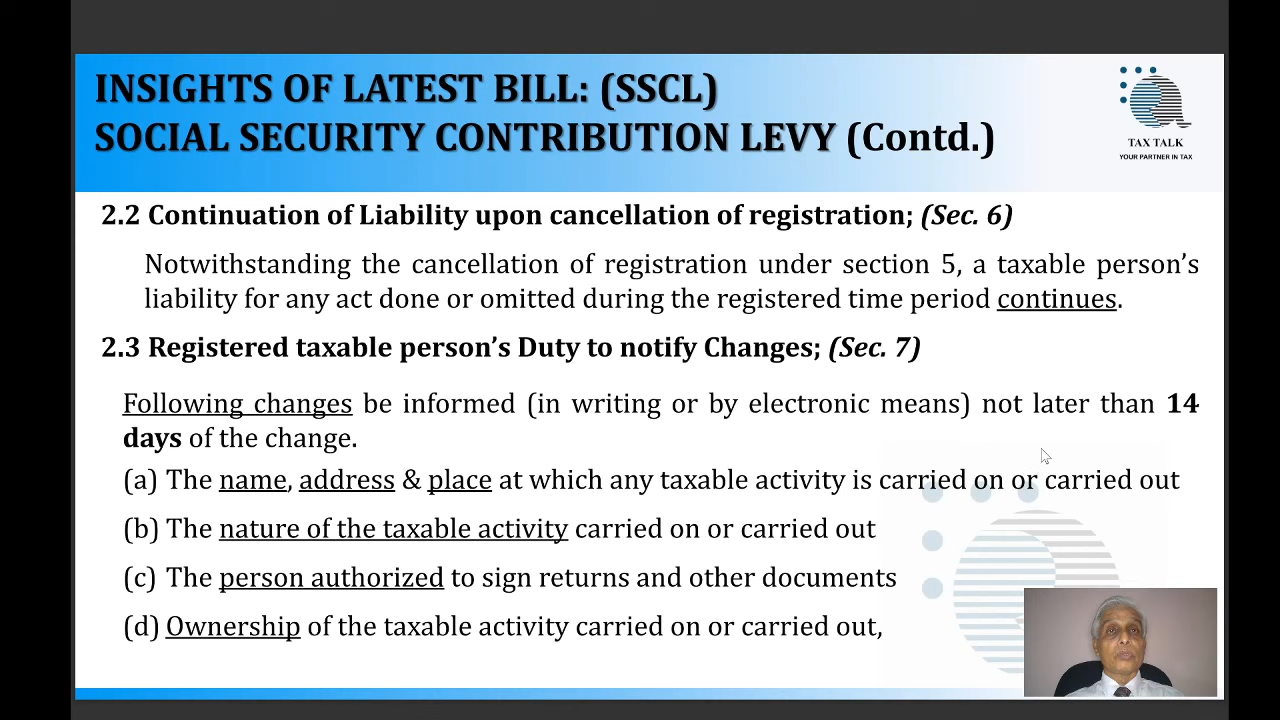 INSIGHTS OF LATEST BILL: (SSCL)
SOCIAL SECURITY CONTRIBUTION LEVY (Contd.)
TAX TALK
YOUR PARTNER IN TAX
2.2 Continuation of Liability upon cancellation of registration; (Sec. 6)
Notwithstanding the cancellation of registration under section 5, a taxable person’s
liability for any act done or omitted during the registered time period continues.
2.3 Registered taxable person’s Duty to notify Changes; (Sec. 7)
Following changes be informed (in writing or by electronic means) not later than 14
days of the change.
(a) The name, address & place at which any taxable activity is carried on or carried out
(b) The nature of the taxable activity carried on or carried out
(c) The person authorized to sign returns and other documents
(d) Ownership of the taxable activity carried on or carried out,